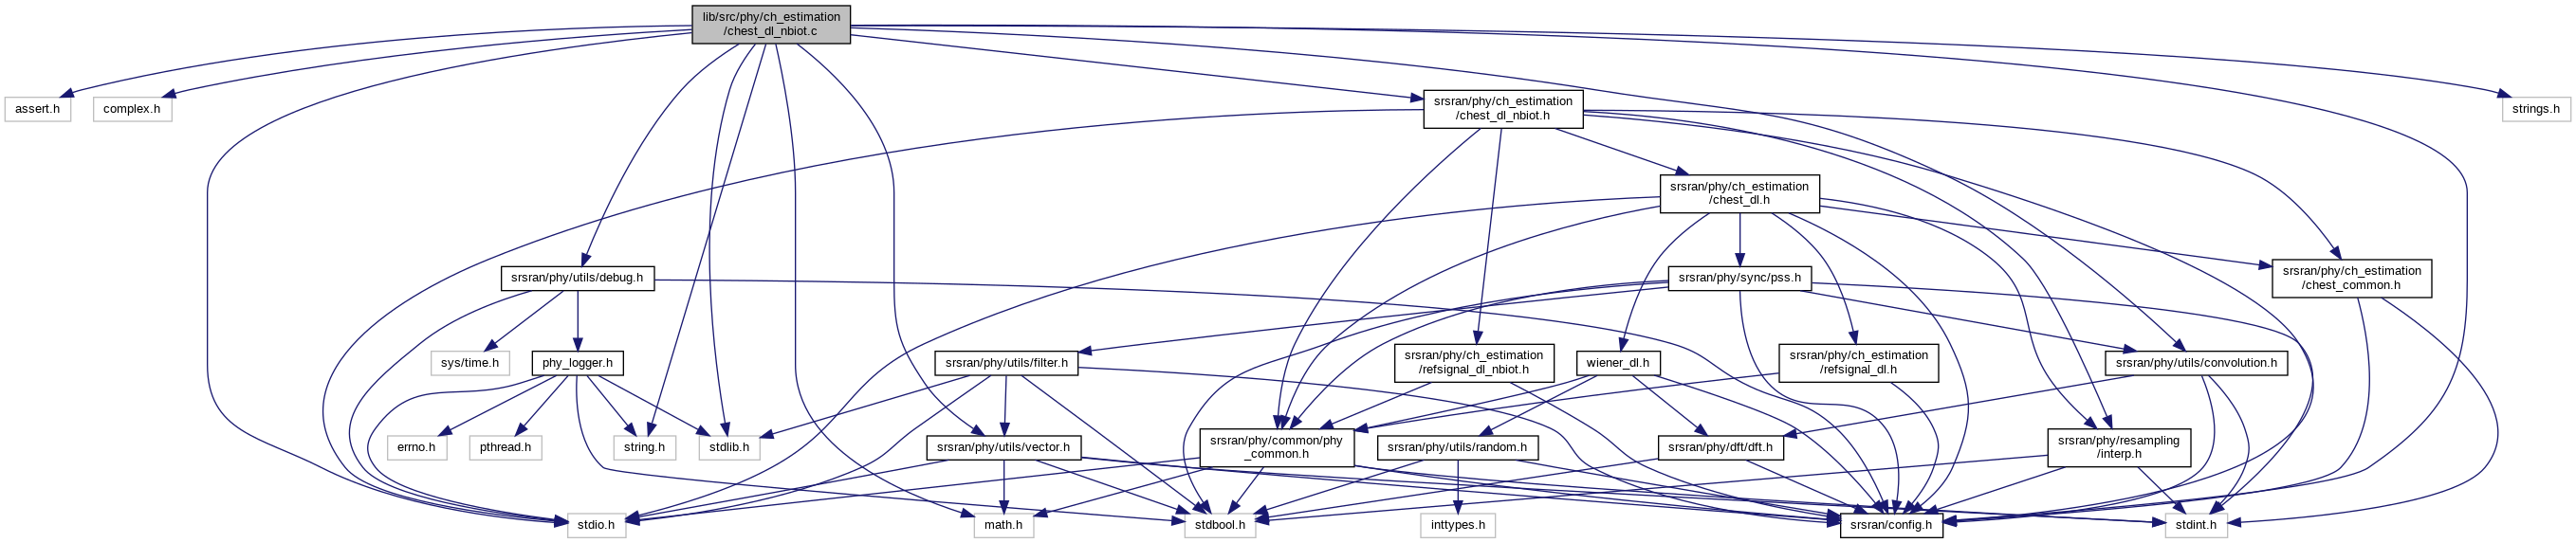 lib/src/phy/ch_estimation
/chest_dl_nbiot.c
assert.h
complex.h
srsran/phy/ch_estimation
/chest_dl_nbiot.h
strings.h
srsran/phy/ch_estimation
/chest_dl.h
srsran/phy/utils/debug.h
srsran/phy/sync/pss.h
srsran/phy/ch_estimation
/chest_common.h
sys/time.h
phy_logger.h
srsran/phy/utils/filter.h
srsran/phy/ch_estimation
/refsignal_dl_nbiot.h
wiener_dl.h
srsran/phy/ch_estimation
/refsignal_dl.h
srsran/phy/utils/convolution.h
errno.h
pthread.h
string.h
stdlib.h
srsran/phy/utils/vector.h
srsran/phy/common/phy
_common.h
srsran/phy/utils/random.h
srsran/phy/dft/dft.h
srsran/phy/resampling
/interp.h
stdio.h
math.h
stdbool.h
inttypes.h
srsran/config.h
stdint.h